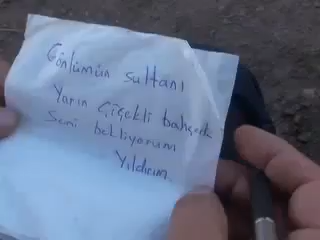 Gönlümün sultanı
Yarın Çiçekli bahçede
Seni bekliyorum
Yıldırım